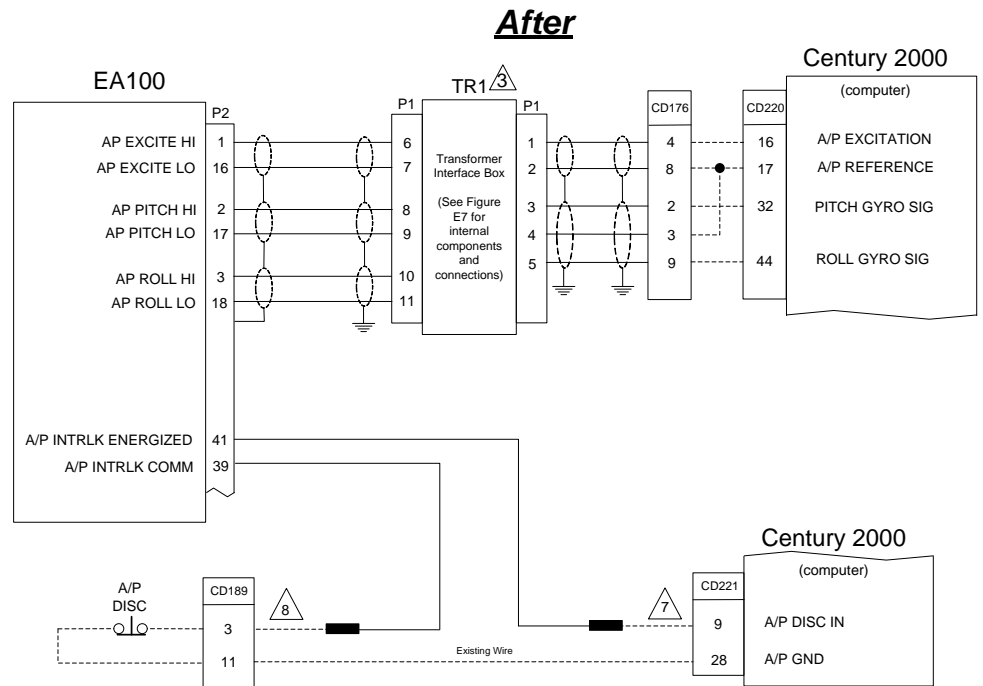 After
EA100
P2
AP EXCITE HI 1
AP EXCITE LO 16
AP PITCH HI 2
AP PITCH LO 17
AP ROLL HI 3
AP ROLL LO 18
A/P INTRLK ENERGIZED 41
A/P INTRLK COMM 39
TR1 3
P1
6
7
8
9
10
11
Transformer
Interface Box
(See Figure
E7 for
internal
components
and
connections)
P1
1
2
3
4
5
CD176
4
8
2
3
9
Century 2000
(computer)
CD220
16 A/P EXCITATION
17 A/P REFERENCE
32 PITCH GYRO SIG
44 ROLL GYRO SIG
A/P
DISC
CD189
3
11
8
7
Existing Wire
Century 2000
(computer)
CD221
9 A/P DISC IN
28 A/P GND